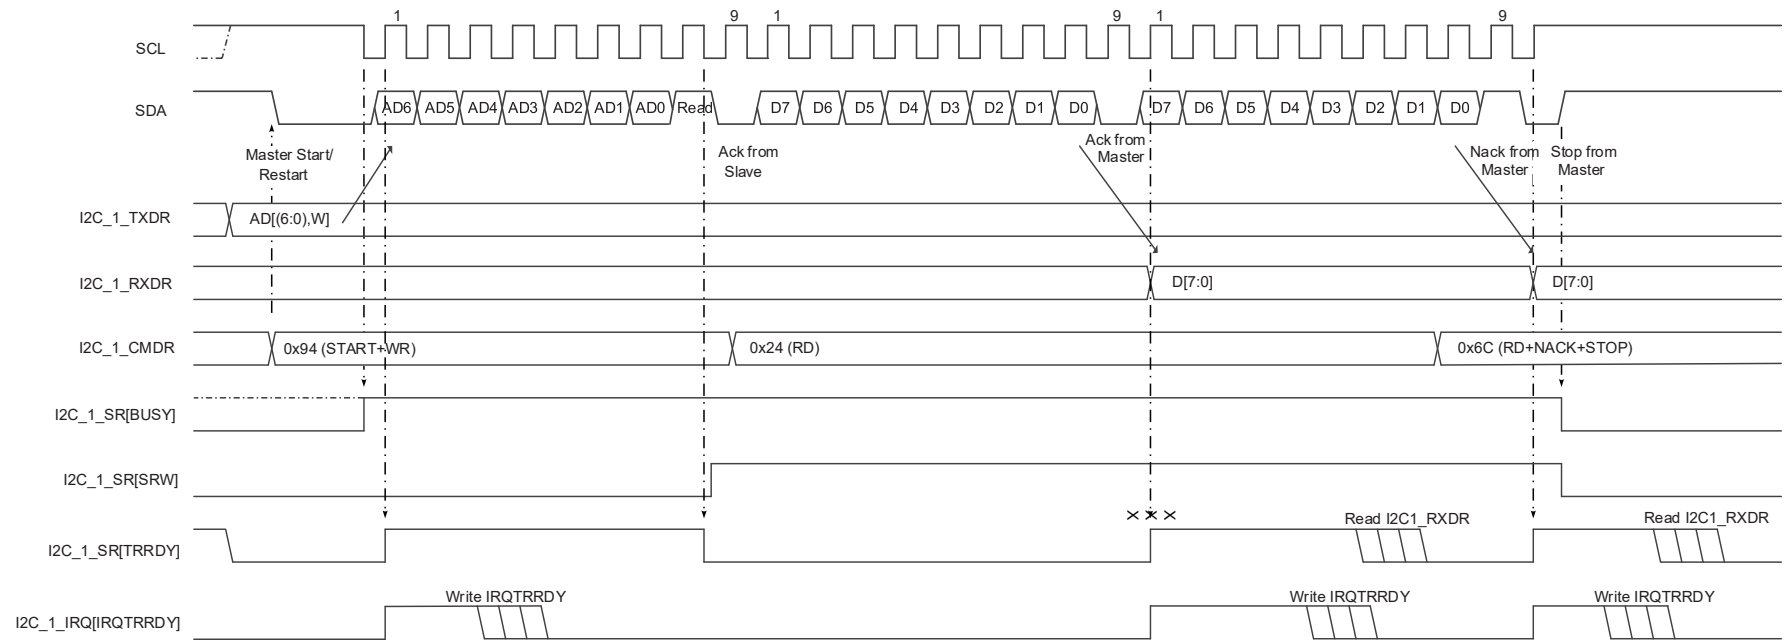 1 9 1 9 1 9
SCL
SDA
AD6 AD5 AD4 AD3 AD2 AD1 AD0 Read D7 D6 D5 D4 D3 D2 D1 D0 D7 D6 D5 D4 D3 D2 D1 D0
Master Start/
Restart
Ack from
Slave
Ack from
Master
Nack from
Master
Stop from
Master
I2C_1_TXDR
AD[(6:0),W]
I2C_1_RXDR
D[7:0] D[7:0]
I2C_1_CMDR
0x94 (START+WR) 0x24 (RD) 0x6C (RD+NACK+STOP)
I2C_1_SR[BUSY]
I2C_1_SR[SRW]
X X X
Read I2C1_RXDR Read I2C1_RXDR
I2C_1_SR[TRRDY]
Write IRQTRRDY Write IRQTRRDY Write IRQTRRDY
I2C_1_IRQ[IRQTRRDY]